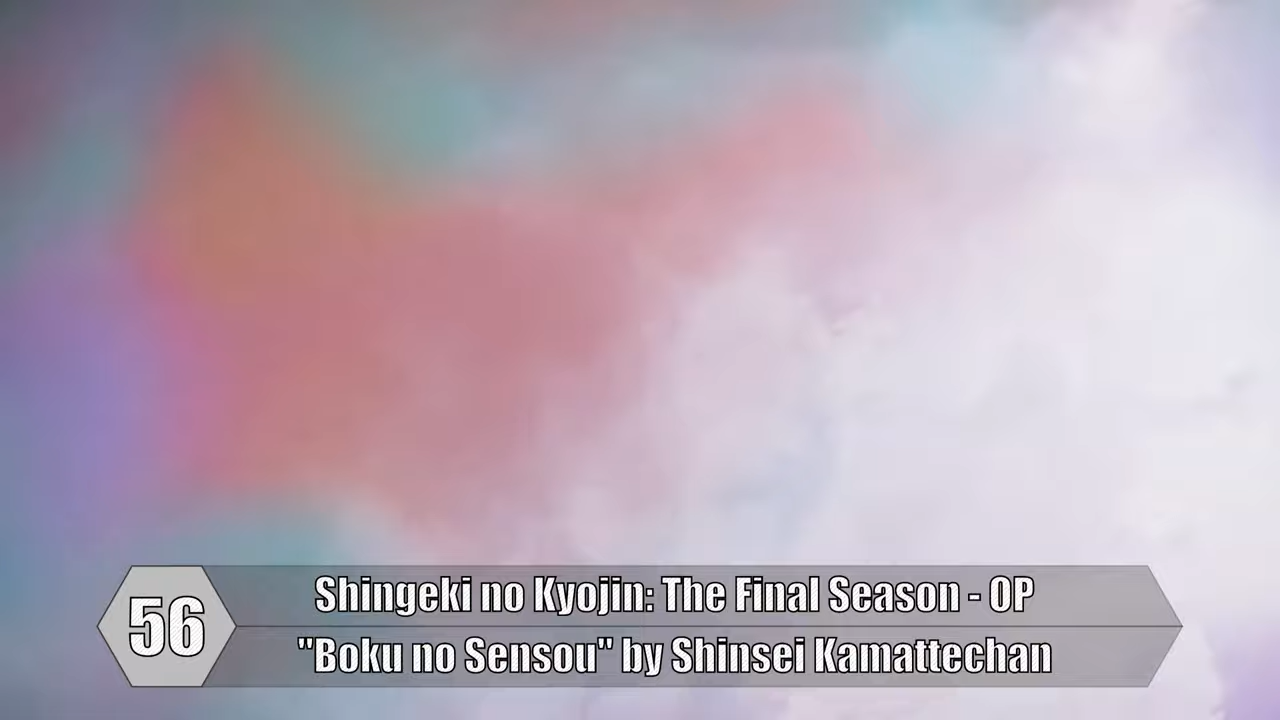 56
Shingeki no Kyojin: The Final Season - OP
"Boku no Sensou" by Shinsei Kamattechan